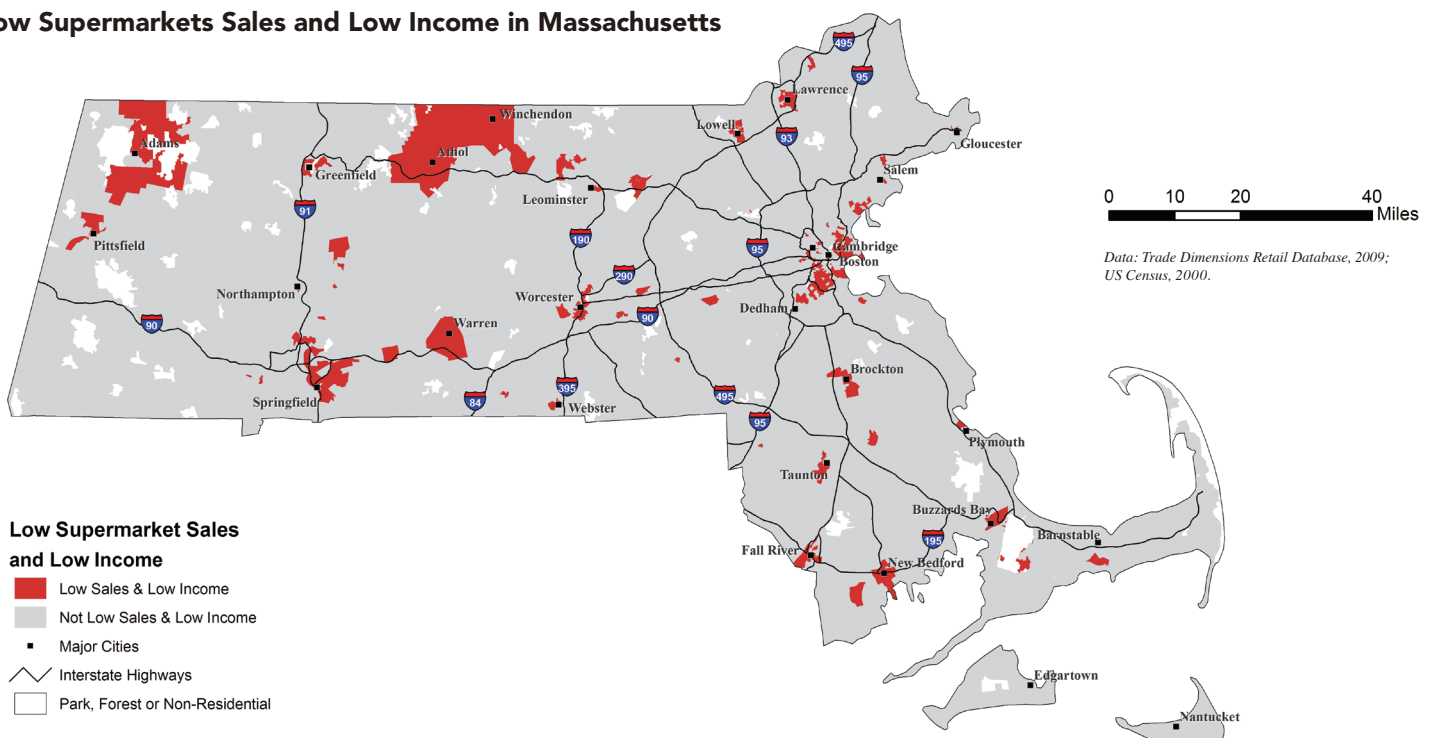 ow Supermarkets Sales and Low Income in Massachusetts
495
95
Lawrence
Winchendon
Lowell
93
Adams
Gloucester
Athol
Greenfield
Salem
Leominster
0 10 20 40
Miles
91
Pittsfield
190
95
Cambridge
Boston
Data: Trade Dimensions Retail Database, 2009;
US Census, 2000.
290
Northampton
Worcester
Dedham
90
90
Warren
Brockton
395
495
84
Springfield
Webster
95
Plymouth
Taunton
Buzzards Bay
Barnstable
195
Fall River
New Bedford
Low Supermarket Sales
and Low Income
Low Sales & Low Income
Not Low Sales & Low Income
Major Cities
Interstate Highways
Park, Forest or Non-Residential
Edgartown
Nantucket